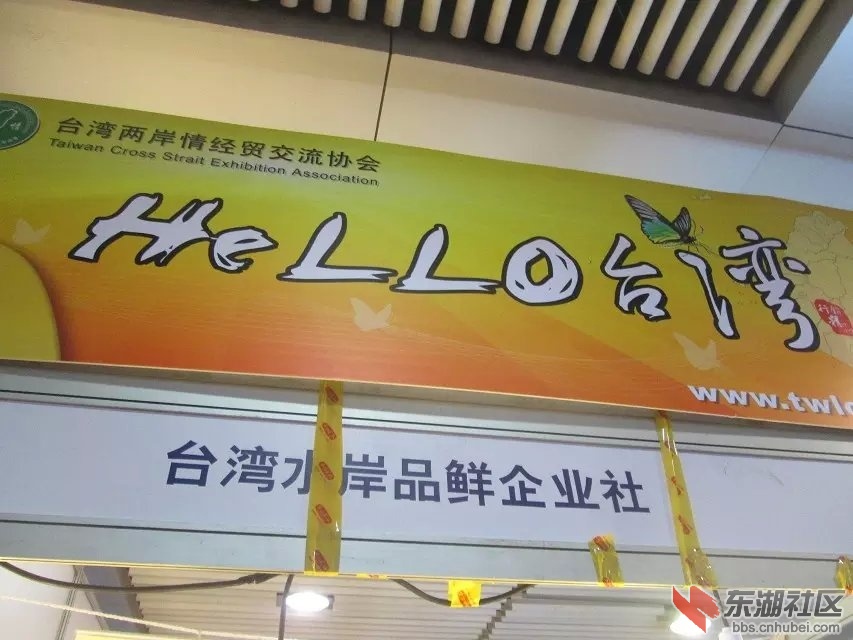 台湾两岸情经贸交流协会
Taiwan Cross Strait Exhibition Association
HeLLO台湾
www.twl
台湾水岸品鲜企业社
东湖社区
bbs.cnhubei.com